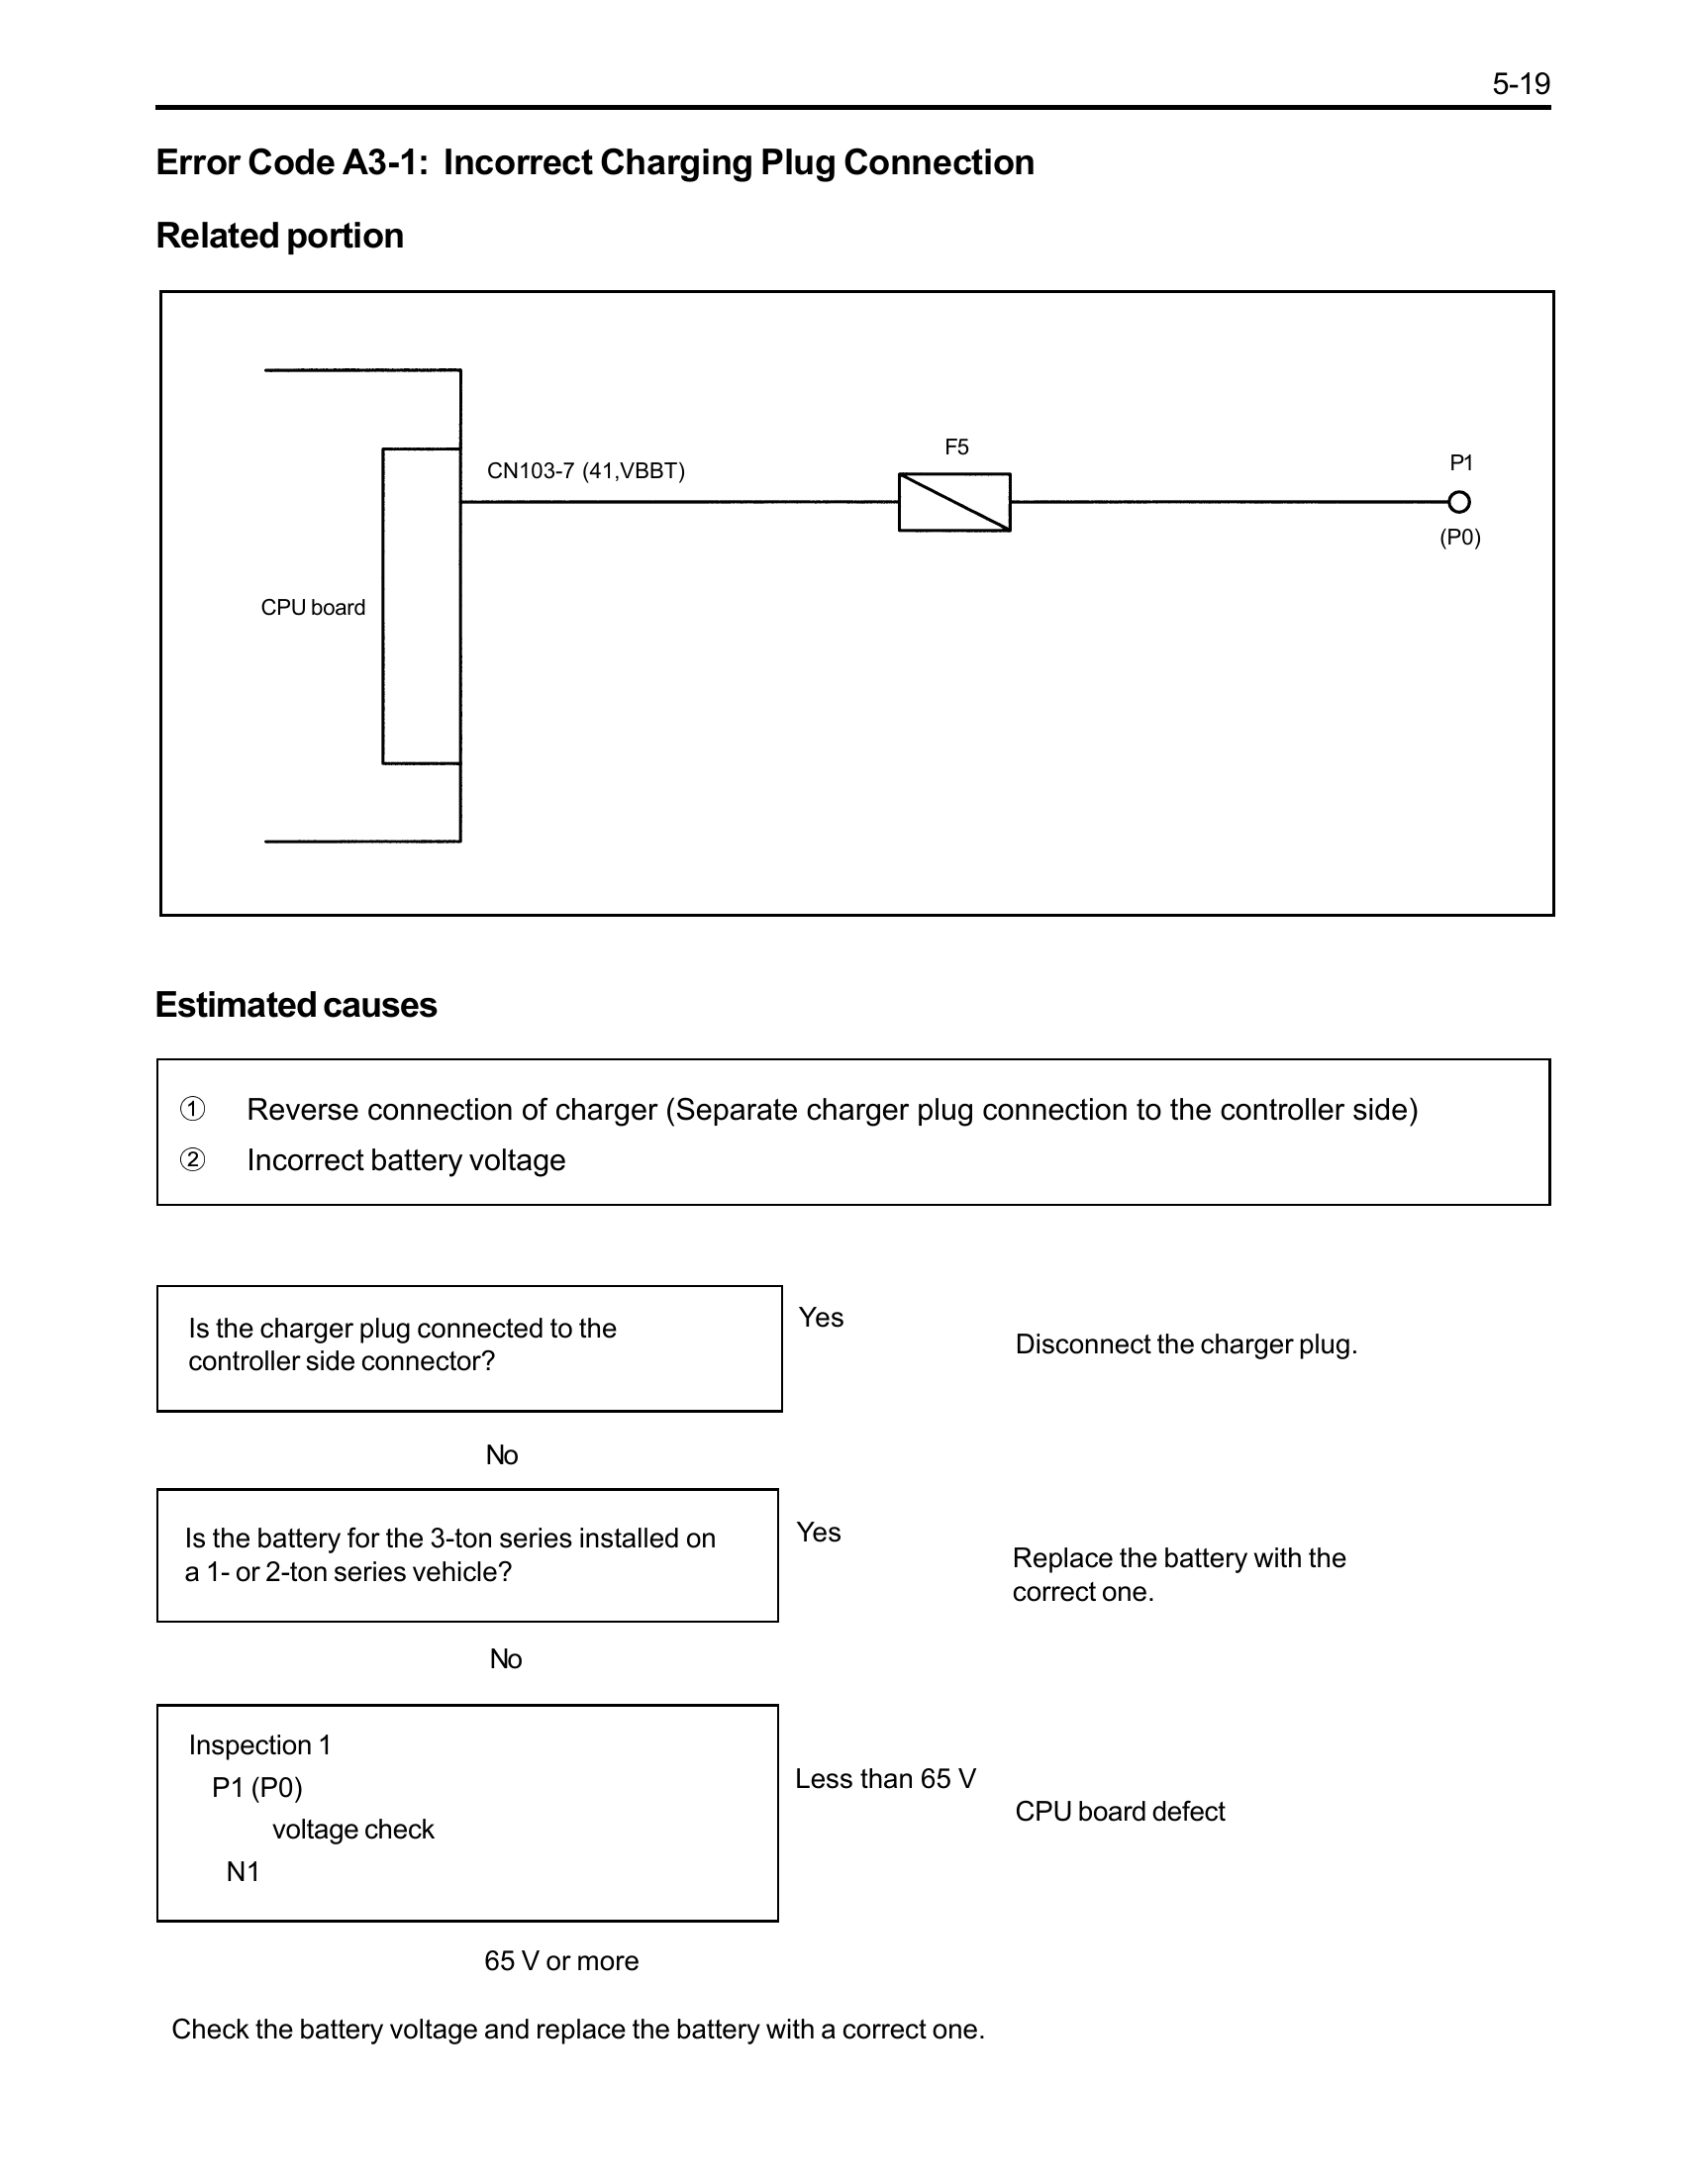 5-19
Error Code A3-1: Incorrect Charging Plug Connection
Related portion
F5
P1
CN103-7 (41,VBBT)
(P0)
CPU board
Estimated causes
① Reverse connection of charger (Separate charger plug connection to the controller side)
② Incorrect battery voltage
Is the charger plug connected to the
controller side connector?
Yes
Disconnect the charger plug.
No
Is the battery for the 3-ton series installed on
a 1- or 2-ton series vehicle?
Yes
Replace the battery with the
correct one.
No
Inspection 1
P1 (P0)
voltage check
N1
Less than 65 V
CPU board defect
65 V or more
Check the battery voltage and replace the battery with a correct one.